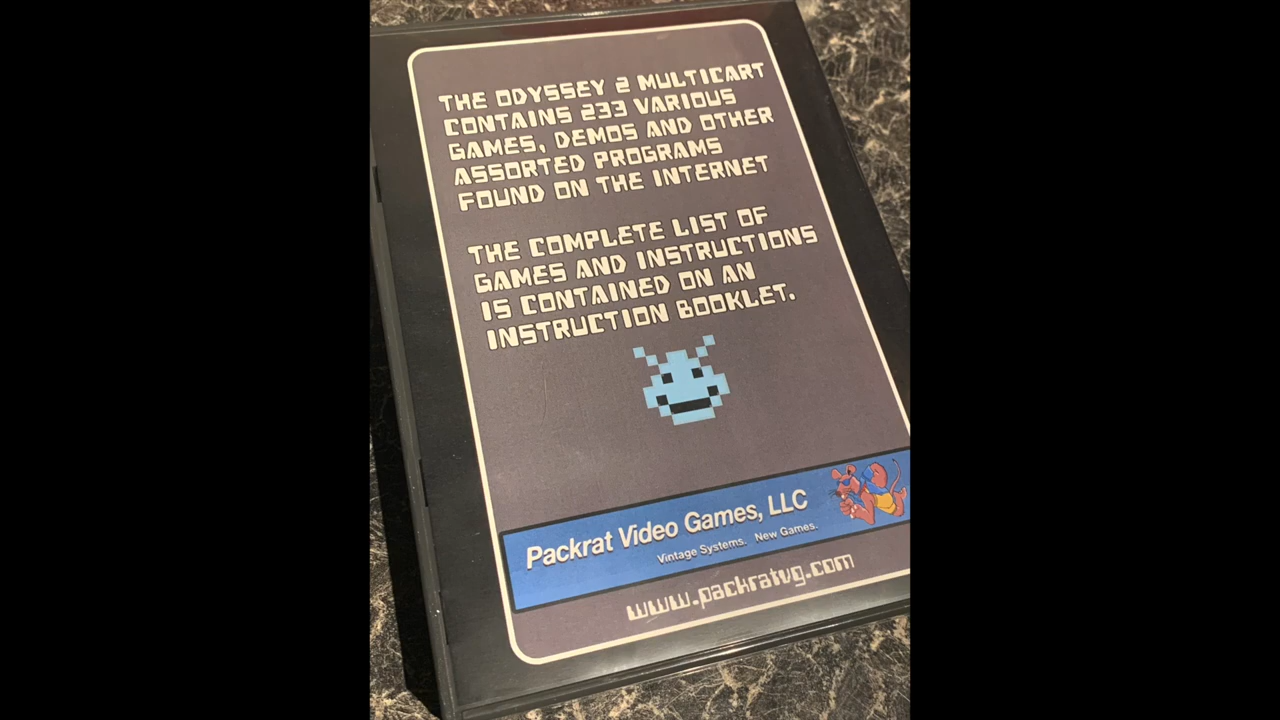 THE ODYSSEY 2 MULTICART
CONTAINS 233 VARIOUS
GAMES, DEMOS AND OTHER
ASSORTED PROGRAMS
FOUND ON THE INTERNET
THE COMPLETE LIST OF
GAMES AND INSTRUCTIONS
IS CONTAINED ON AN
INSTRUCTION BOOKLET.
Packrat Video Games, LLC
Vintage Systems. New Games.
www.packratvg.com